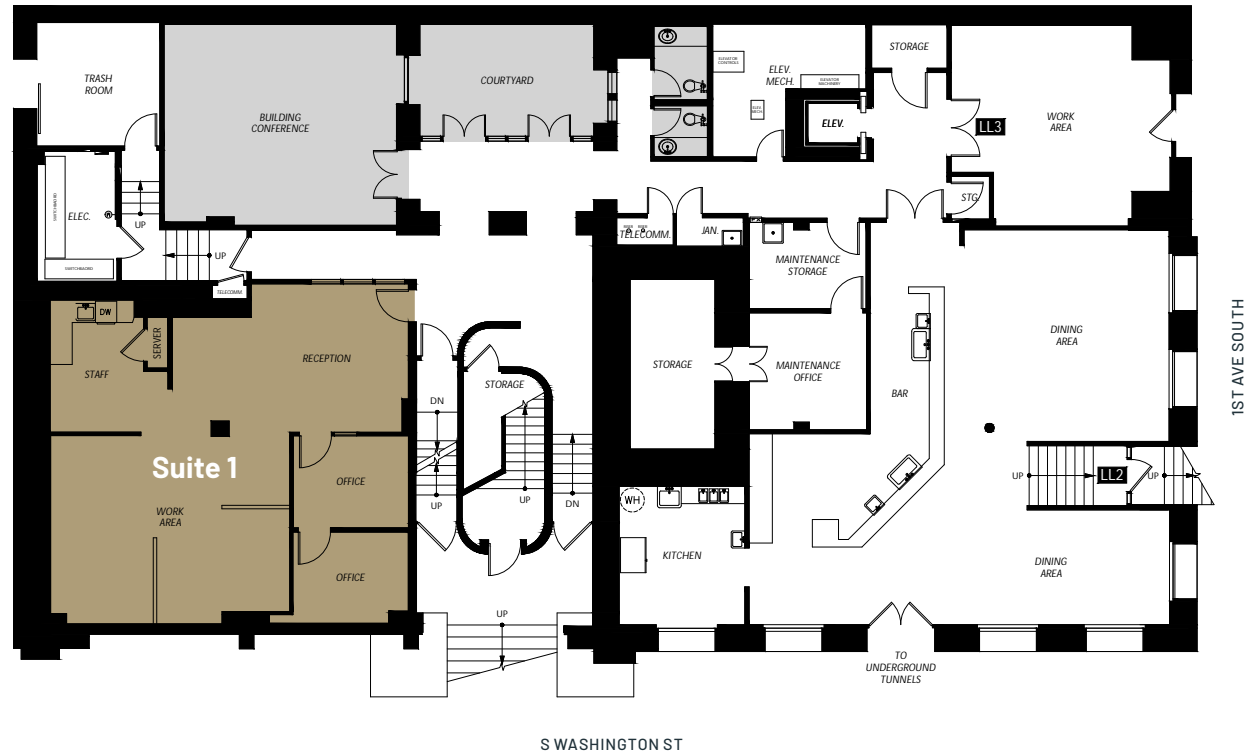 TRASH
ROOM
BUILDING
CONFERENCE
COURTYARD
ELEVATOR
CONTROLS
ELEV.
MECH.
ELEVATOR
MACHINERY
ELEV.
MECH.
ELEV.
STORAGE
LL3
WORK
AREA
STG.
SWITCHBOARD
ELEC.
SWITCHBOARD
UP
UP
TELECOMM.
TELECOMM.
JAN.
MAINTENANCE
STORAGE
DW
SERVER
STAFF
RECEPTION
STORAGE
STORAGE
MAINTENANCE
OFFICE
BAR
DINING
AREA
1ST AVE SOUTH
DN
UP
UP
DN
Suite 1
OFFICE
WORK
AREA
OFFICE
WH
KITCHEN
UP
LL2
UP
DINING
AREA
UP
TO
UNDERGROUND
TUNNELS
S WASHINGTON ST